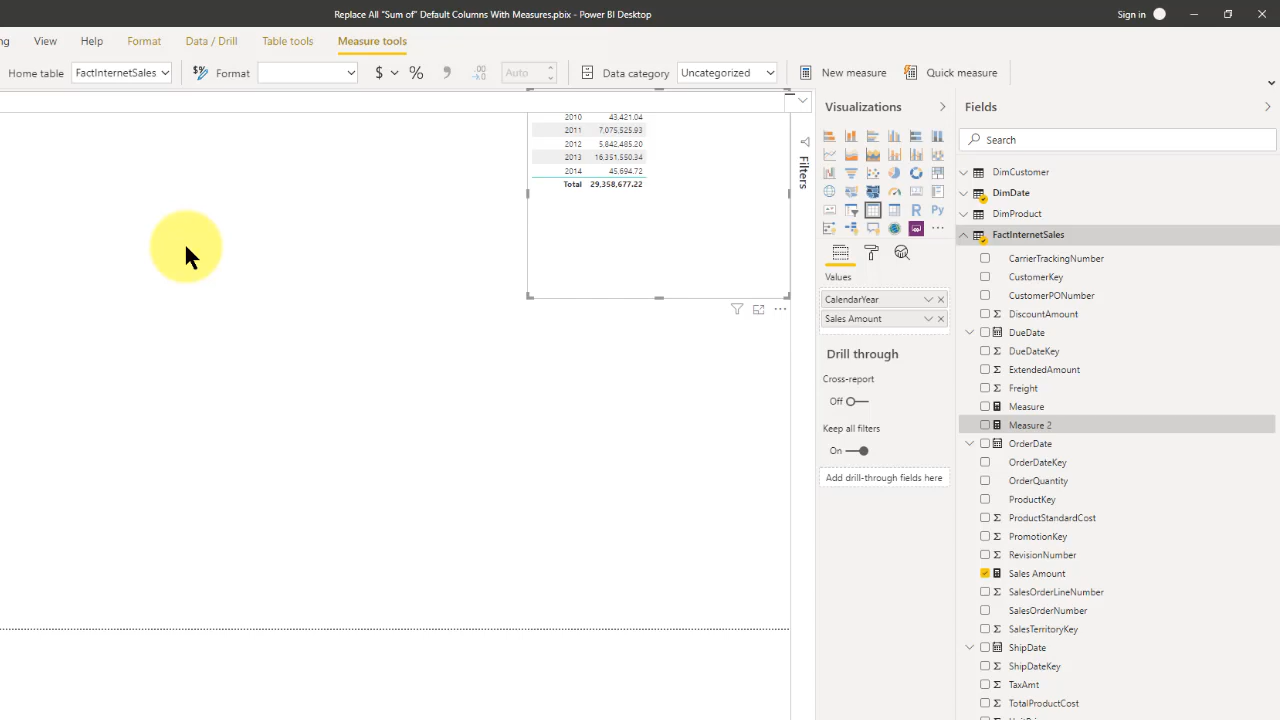 Replace All "Sum of" Default Columns With Measures.pbix - Power BI Desktop
Sign in
ng View Help Format Data / Drill Table tools Measure tools
Home table FactInternetSales Format $ % Auto Data category Uncategorized New measure Quick measure
2010 43,421.04
2011 7,075,525.93
2012 5,842,485.20
2013 16,351,550.34
2014 45,694.72
Total 29,358,677.22
Filters
Visualizations
R
Py
Values
CalendarYear
Sales Amount
Drill through
Cross-report
Off
Keep all filters
On
Add drill-through fields here
Fields
Search
DimCustomer
DimDate
DimProduct
FactInternetSales
CarrierTrackingNumber
CustomerKey
CustomerPONumber
DiscountAmount
DueDate
DueDateKey
ExtendedAmount
Freight
Measure
Measure 2
OrderDate
OrderDateKey
OrderQuantity
ProductKey
ProductStandardCost
PromotionKey
RevisionNumber
Sales Amount
SalesOrderLineNumber
SalesOrderNumber
SalesTerritoryKey
ShipDate
ShipDateKey
TaxAmt
TotalProductCost